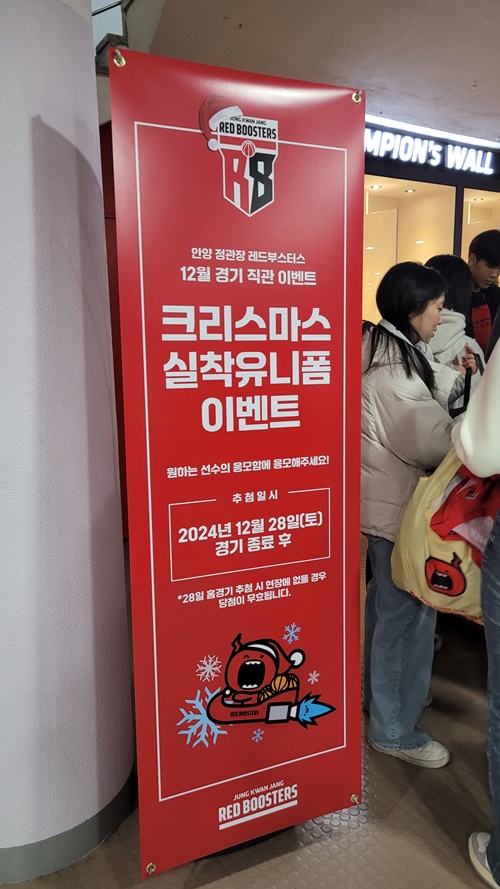 JUNG KWAN JANG
RED BOOSTERS
RB
MPION's WALL
안양 정관장 레드부스터스
12월 경기 직관 이벤트
크리스마스
실착유니폼
이벤트
원하는 선수의 응모함에 응모해주세요!
추첨일시
2024년 12월 28일(토)
경기 종료 후
*28일 홈경기 추첨 시 현장에 없을 경우
당첨이 무효됩니다.
RED BOOSTERS
JUNG KWAN JANG
RED BOOSTERS